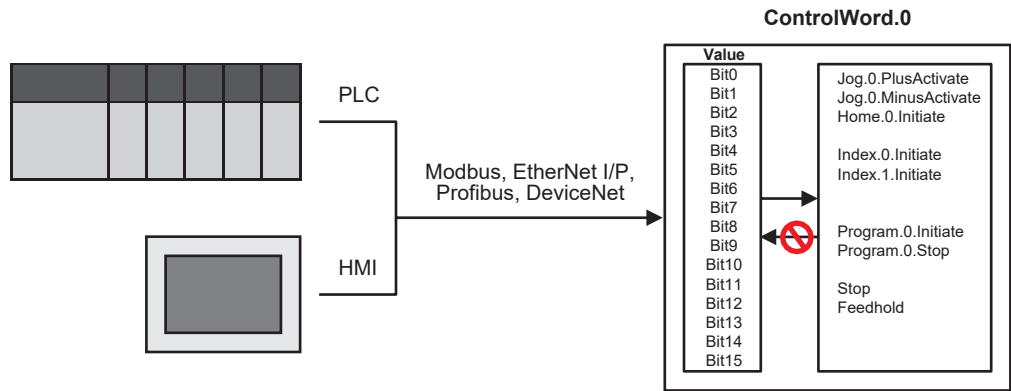 ControlWord.0
PLC
HMI
Modbus, EtherNet I/P,
Profibus, DeviceNet
Value
Bit0
Bit1
Bit2
Bit3
Bit4
Bit5
Bit6
Bit7
Bit8
Bit9
Bit10
Bit11
Bit12
Bit13
Bit14
Bit15
Jog.0.PlusActivate
Jog.0.MinusActivate
Home.0.Initiate
Index.0.Initiate
Index.1.Initiate
Program.0.Initiate
Program.0.Stop
Stop
Feedhold